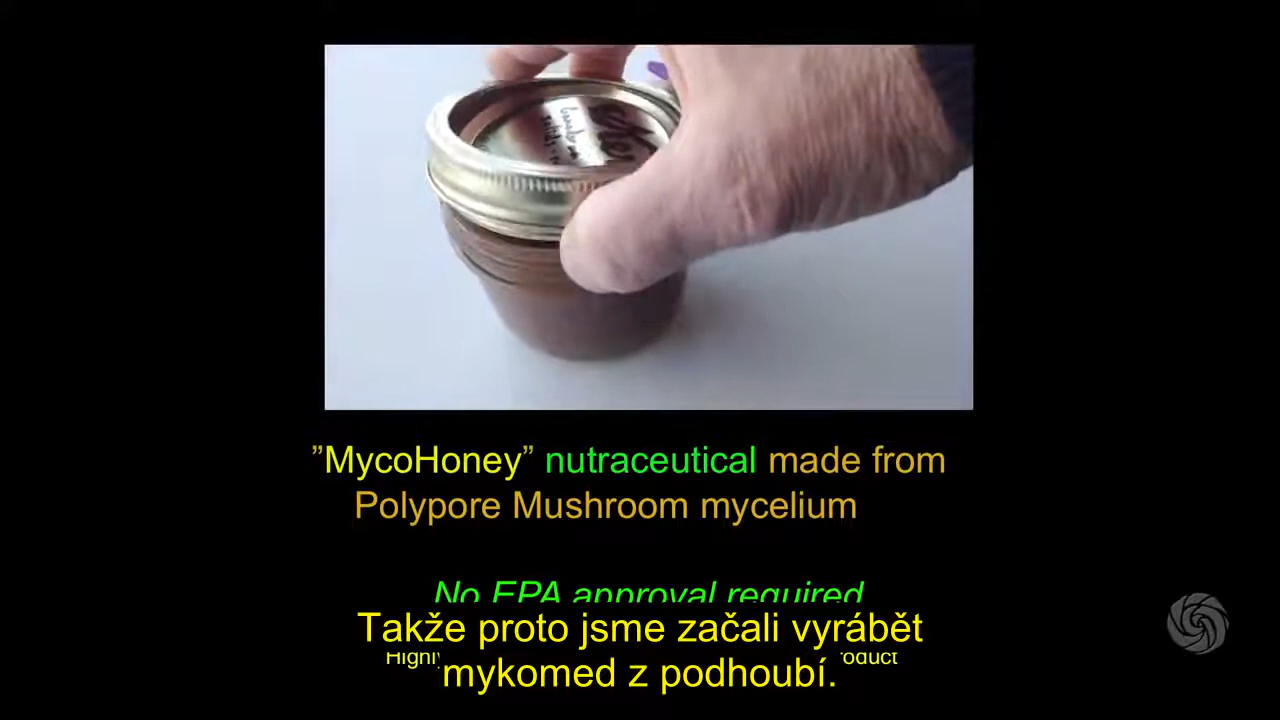 ”MycoHoney” nutraceutical made from
Polypore Mushroom mycelium
No EPA approval required
Takže proto jsme začali vyrábět
mykomed z podhoubí.